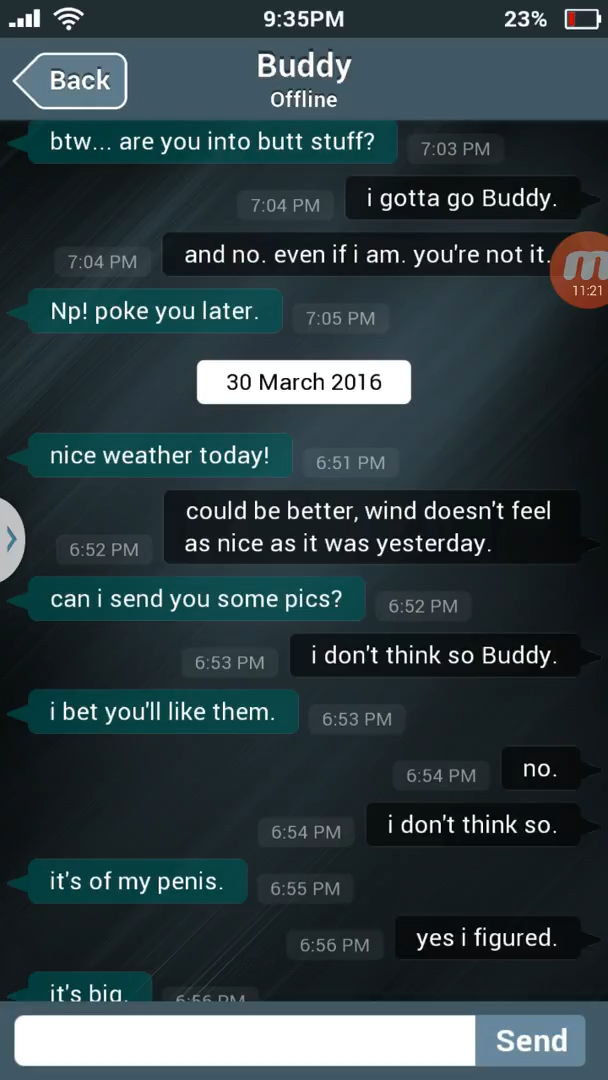 9:35PM
23%
Back
Buddy
Offline
btw... are you into butt stuff?
7:03 PM
i gotta go Buddy.
7:04 PM
and no. even if i am. you're not it.
7:04 PM
11:21
Np! poke you later.
7:05 PM
30 March 2016
nice weather today!
6:51 PM
could be better, wind doesn't feel
as nice as it was yesterday.
6:52 PM
can i send you some pics?
6:52 PM
i don't think so Buddy.
6:53 PM
i bet you'll like them.
6:53 PM
no.
6:54 PM
i don't think so.
6:54 PM
it's of my penis.
6:55 PM
yes i figured.
6:56 PM
it's big.
6:56 PM
Send